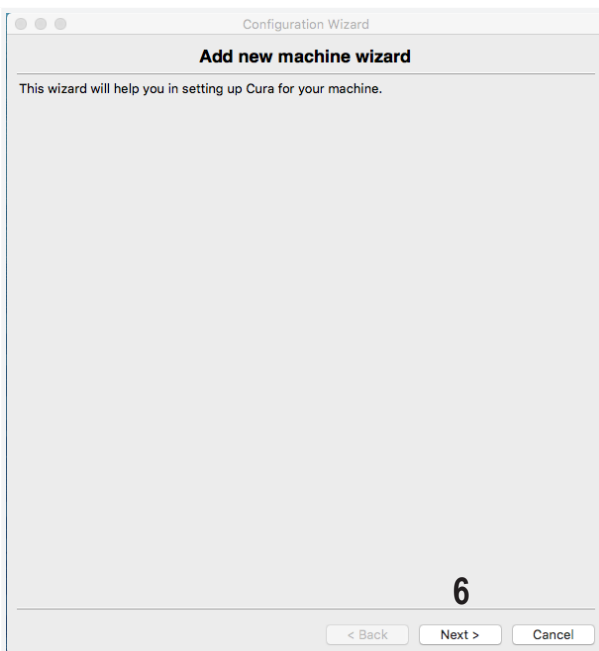 Configuration Wizard
Add new machine wizard
This wizard will help you in setting up Cura for your machine.
6
< Back Next > Cancel